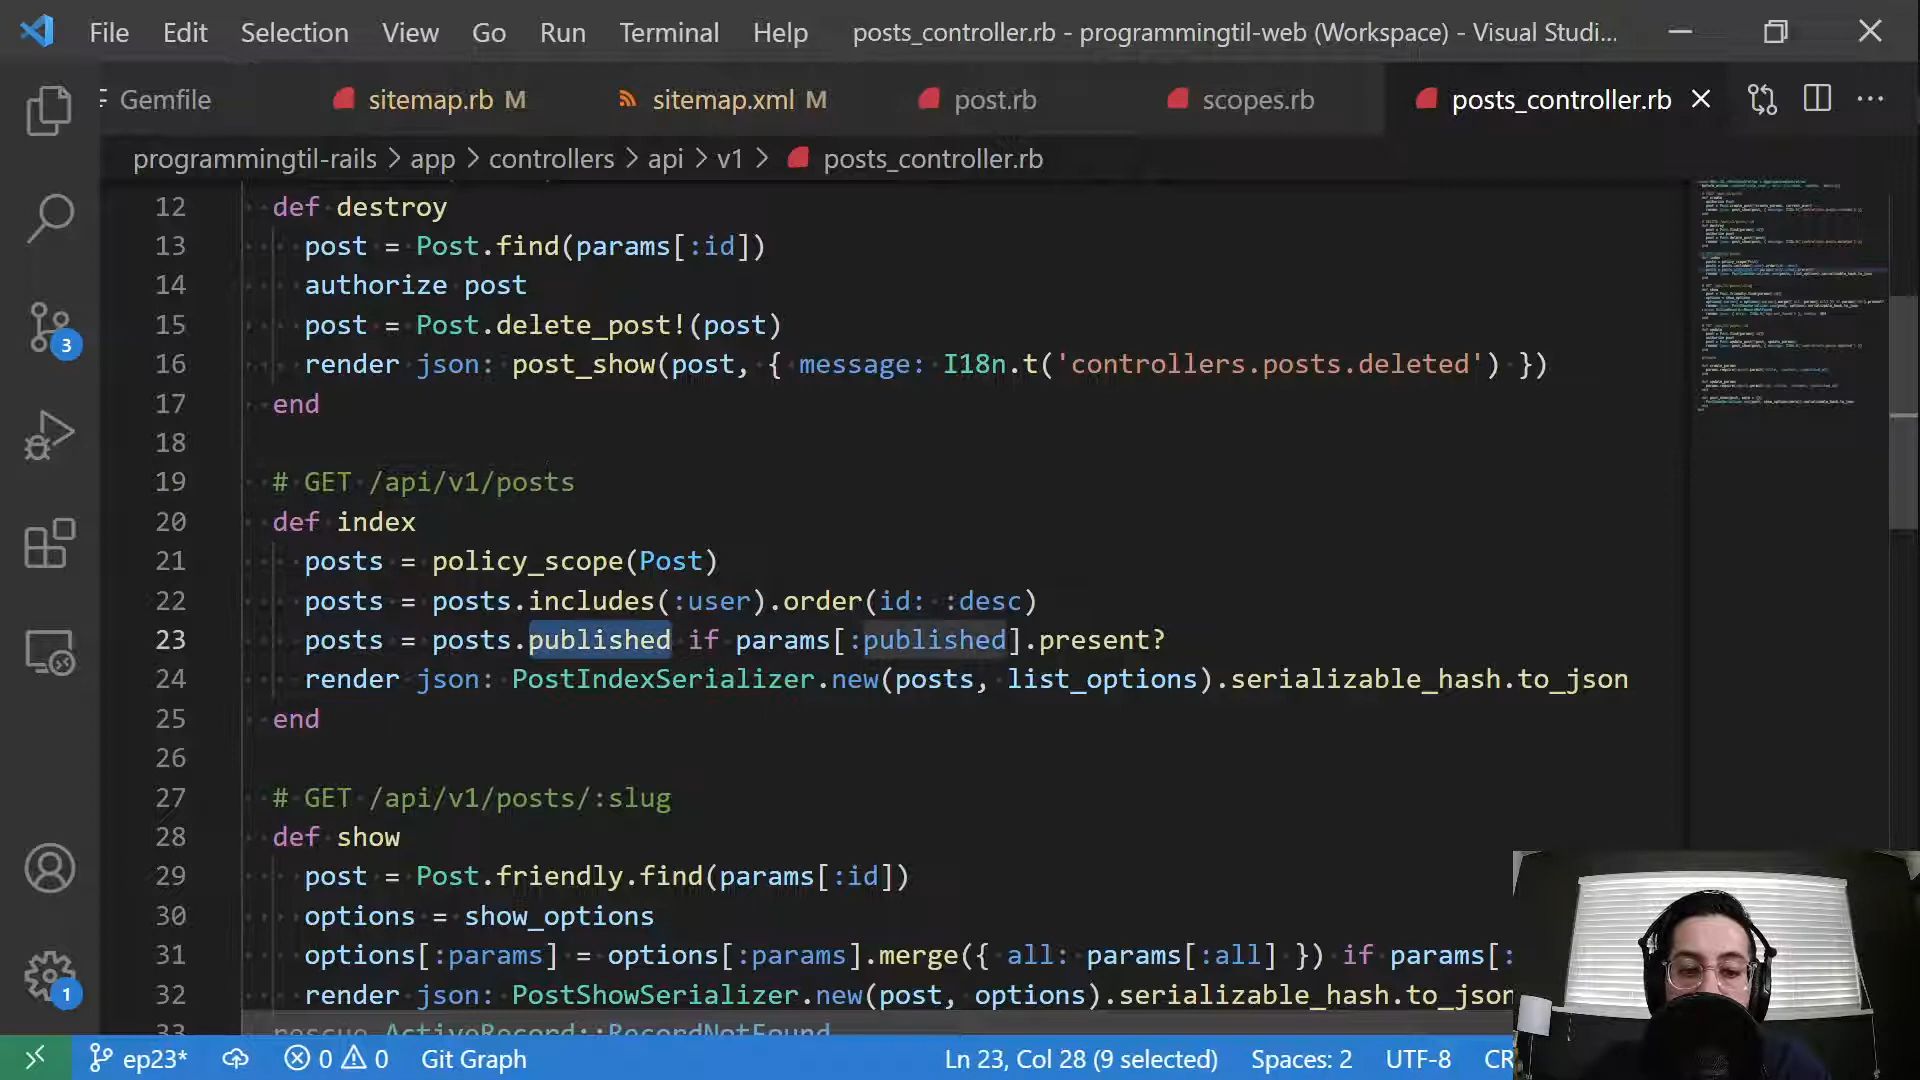 File Edit Selection View Go Run Terminal Help posts_controller.rb - programmingtil-web (Workspace) - Visual Studi...
Gemfile sitemap.rb M sitemap.xml M post.rb scopes.rb posts_controller.rb
programmingtil-rails > app > controllers > api > v1 > posts_controller.rb
12 def destroy
13 post = Post.find(params[:id])
14 authorize post
15 post = Post.delete_post!(post)
16 render json: post_show(post, { message: I18n.t('controllers.posts.deleted') })
17 end
18
19 # GET /api/v1/posts
20 def index
21 posts = policy_scope(Post)
22 posts = posts.includes(:user).order(id: :desc)
23 posts = posts.published if params[:published].present?
24 render json: PostIndexSerializer.new(posts, list_options).serializable_hash.to_json
25 end
26
27 # GET /api/v1/posts/:slug
28 def show
29 post = Post.friendly.find(params[:id])
30 options = show_options
31 options[:params] = options[:params].merge({ all: params[:all] }) if params[:
32 render json: PostShowSerializer.new(post, options).serializable_hash.to_json
33 rescue ActiveRecord::RecordNotFound
3
1
ep23* 0 0 Git Graph Ln 23, Col 28 (9 selected) Spaces: 2 UTF-8 CR